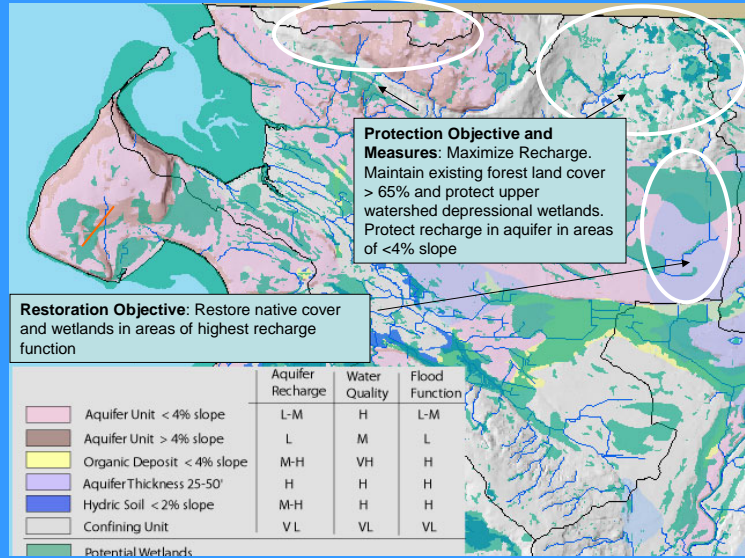 Protection Objective and
Measures: Maximize Recharge.
Maintain existing forest land cover
> 65% and protect upper
watershed depressional wetlands.
Protect recharge in aquifer in areas
of <4% slope
Restoration Objective: Restore native cover
and wetlands in areas of highest recharge
function
Aquifer Recharge Water Quality Flood Function
Aquifer Unit < 4% slope L-M H L-M
Aquifer Unit > 4% slope L M L
Organic Deposit < 4% slope M-H VH H
Aquifer Thickness 25-50' H H H
Hydric Soil < 2% slope M-H H H
Confining Unit VL VL VL
Potential Wetlands